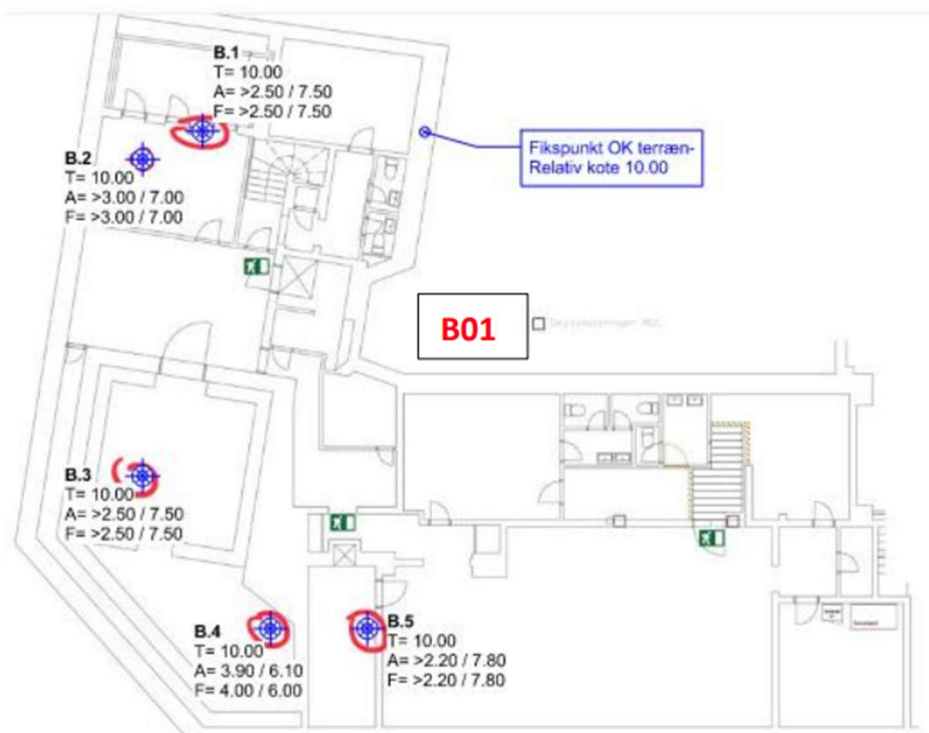 B.1
T= 10.00
A= >2.50 / 7.50
F= >2.50 / 7.50
Fikspunkt OK terræn-
Relativ kote 10.00
B.2
T= 10.00
A= >3.00 / 7.00
F= >3.00 / 7.00
B01
B.3
T= 10.00
A= >2.50 / 7.50
F= >2.50 / 7.50
B.4
T= 10.00
A= 3.90 / 6.10
F= 4.00 / 6.00
B.5
T= 10.00
A= >2.20 / 7.80
F= >2.20 / 7.80